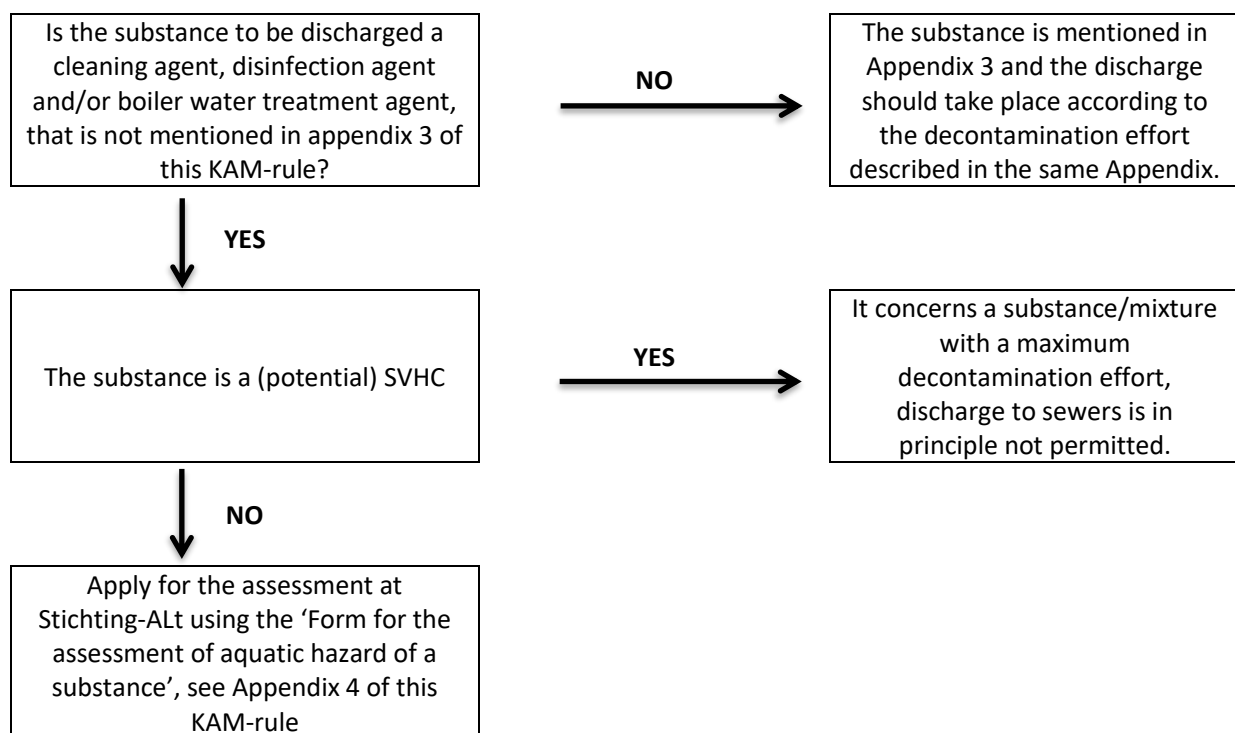 Is the substance to be discharged a
cleaning agent, disinfection agent
and/or boiler water treatment agent,
that is not mentioned in appendix 3 of
this KAM-rule?
NO
The substance is mentioned in
Appendix 3 and the discharge
should take place according to
the decontamination effort
described in the same Appendix.
YES
The substance is a (potential) SVHC
YES
It concerns a substance/mixture
with a maximum
decontamination effort,
discharge to sewers is in
principle not permitted.
NO
Apply for the assessment at
Stichting-ALt using the ‘Form for the
assessment of aquatic hazard of a
substance’, see Appendix 4 of this
KAM-rule